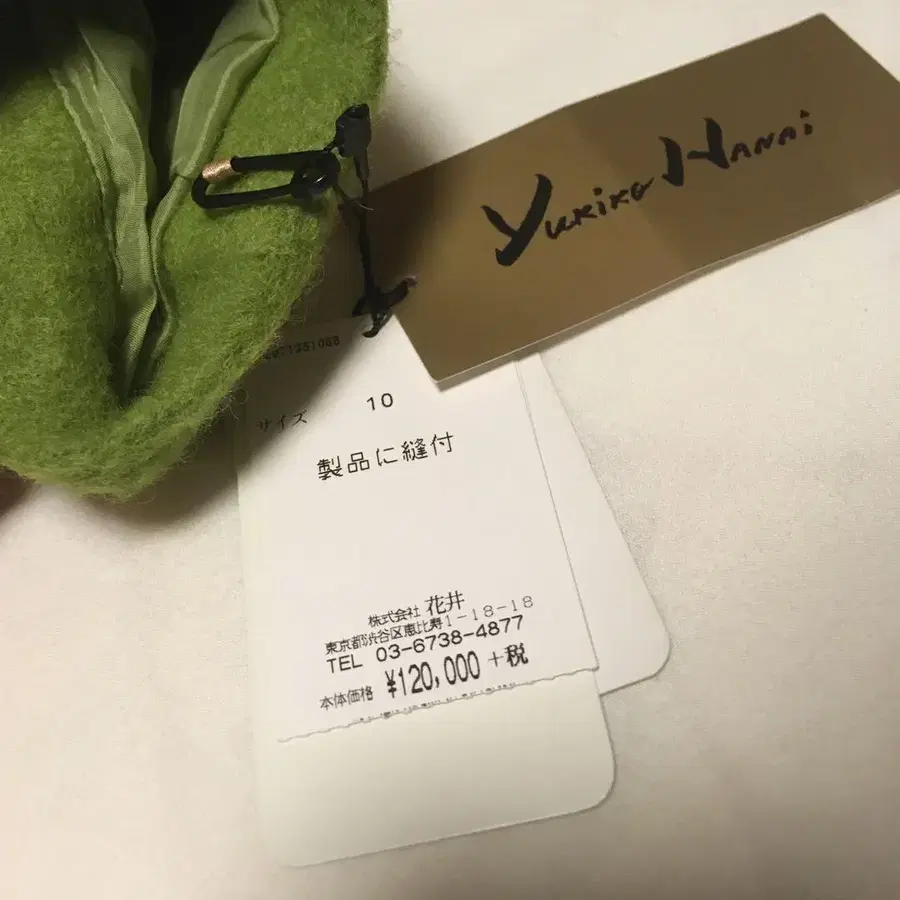 Yukiko Hanai
サイズ 10
製品に縫付
株式会社 花井
東京都渋谷区恵比寿1-18-18
TEL 03-6738-4877
本体価格 ¥120,000 +税